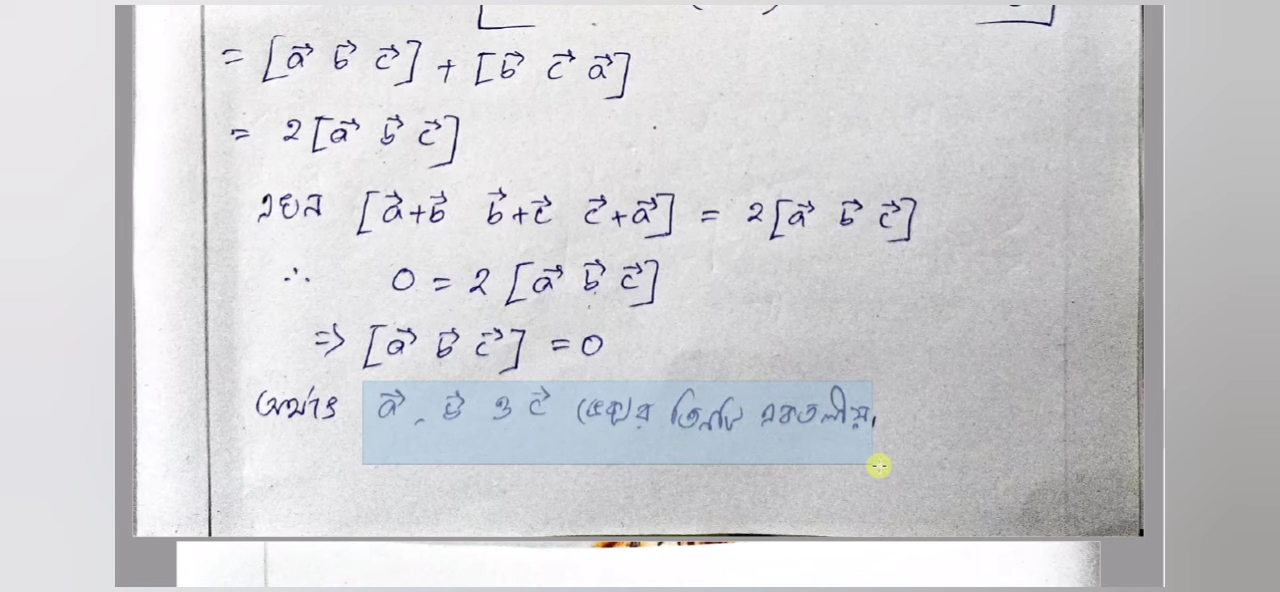 = [a⃗ b⃗ c⃗] + [b⃗ c⃗ a⃗]
= 2[a⃗ b⃗ c⃗]
এখন [a⃗+b⃗ b⃗+c⃗ c⃗+a⃗] = 2[a⃗ b⃗ c⃗]
∴ 0 = 2 [a⃗ b⃗ c⃗]
⇒ [a⃗ b⃗ c⃗] = 0
অর্থাৎ a⃗, b⃗ ও c⃗ ভেক্টর তিনটি একতলীয়,